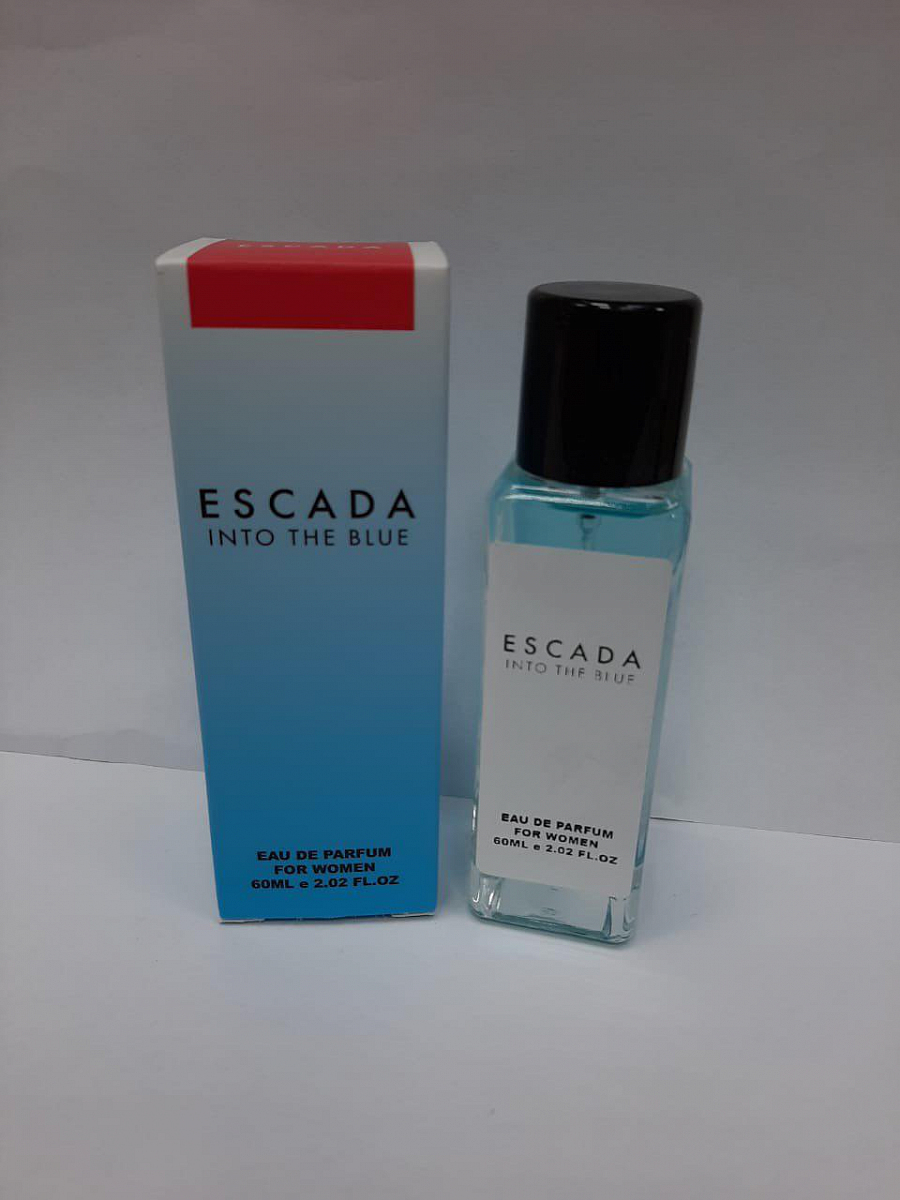 ESCADA
ESCADA
INTO THE BLUE
EAU DE PARFUM
FOR WOMEN
60ML e 2.02 FL.OZ
ESCADA
INTO THE BLUE
EAU DE PARFUM
FOR WOMEN
60ML e 2.02 FL.OZ